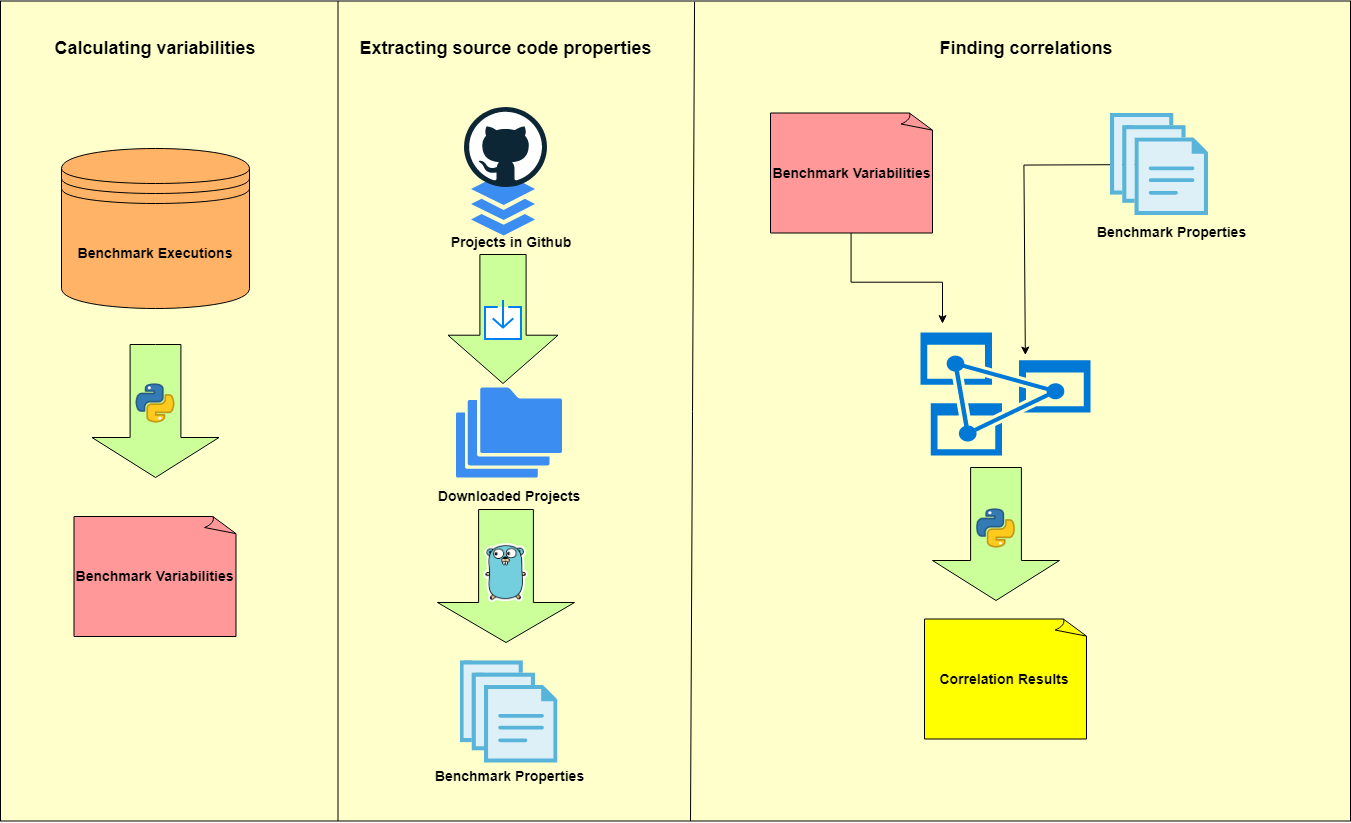 Calculating variabilities
Benchmark Executions
Benchmark Variabilities
Extracting source code properties
Projects in Github
Downloaded Projects
Benchmark Properties
Finding correlations
Benchmark Variabilities
Benchmark Properties
Correlation Results